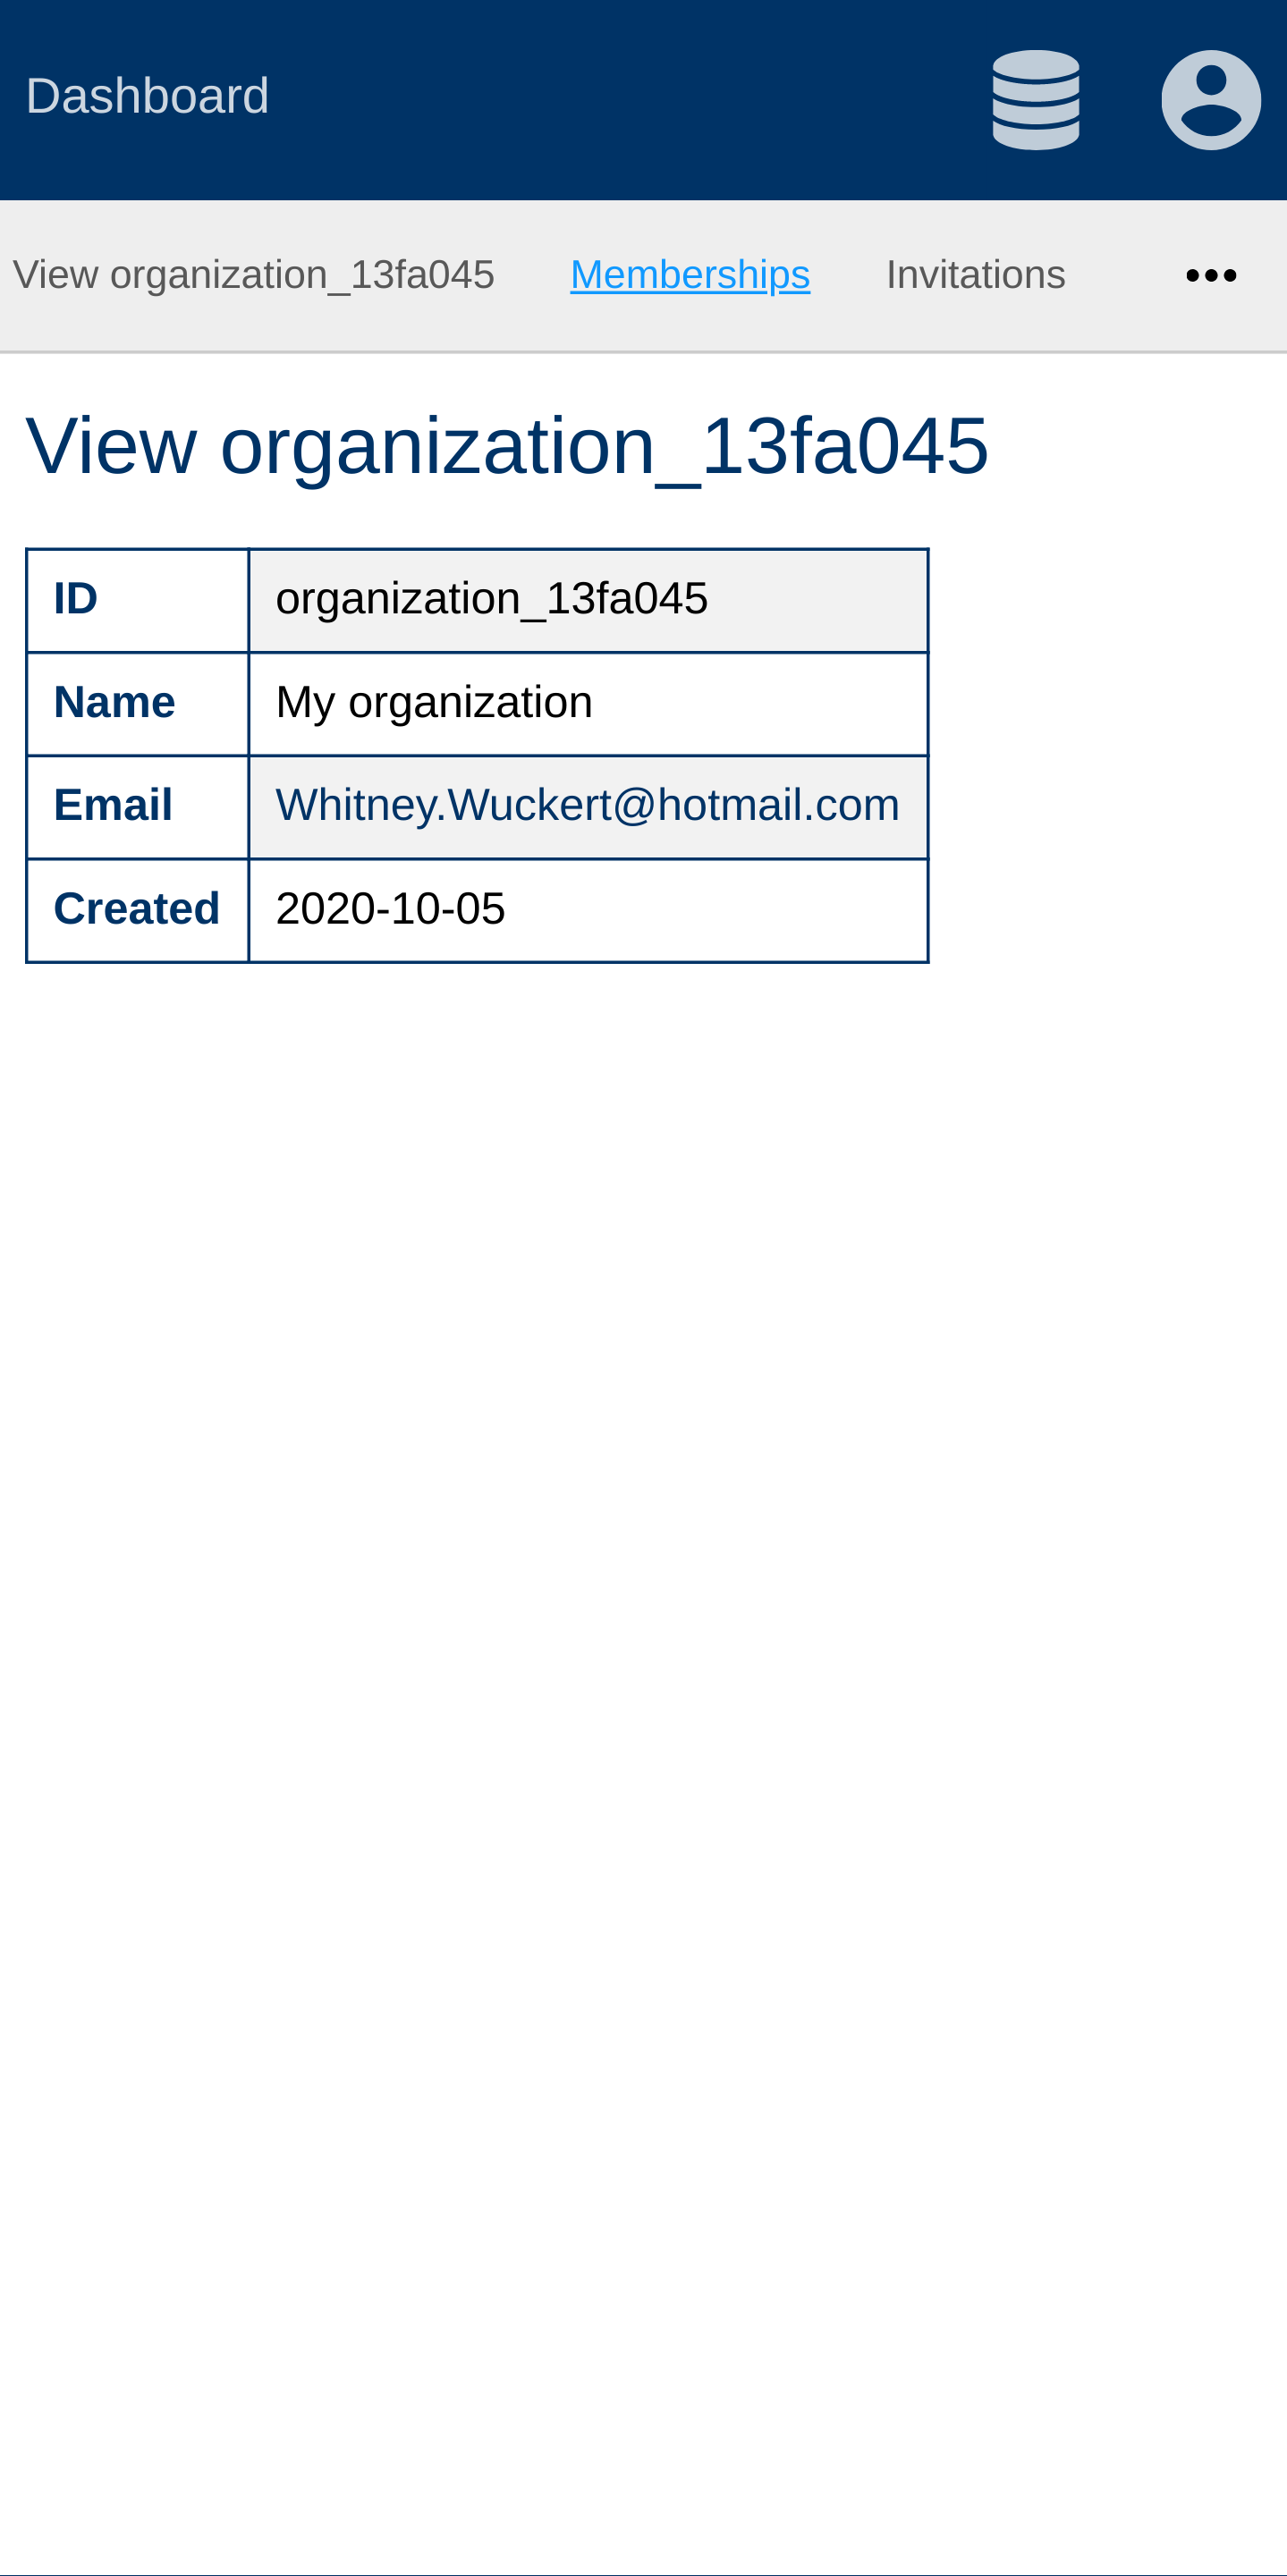 Dashboard
View organization_13fa045 Memberships Invitations
View organization_13fa045
ID organization_13fa045
Name My organization
Email Whitney.Wuckert@hotmail.com
Created 2020-10-05